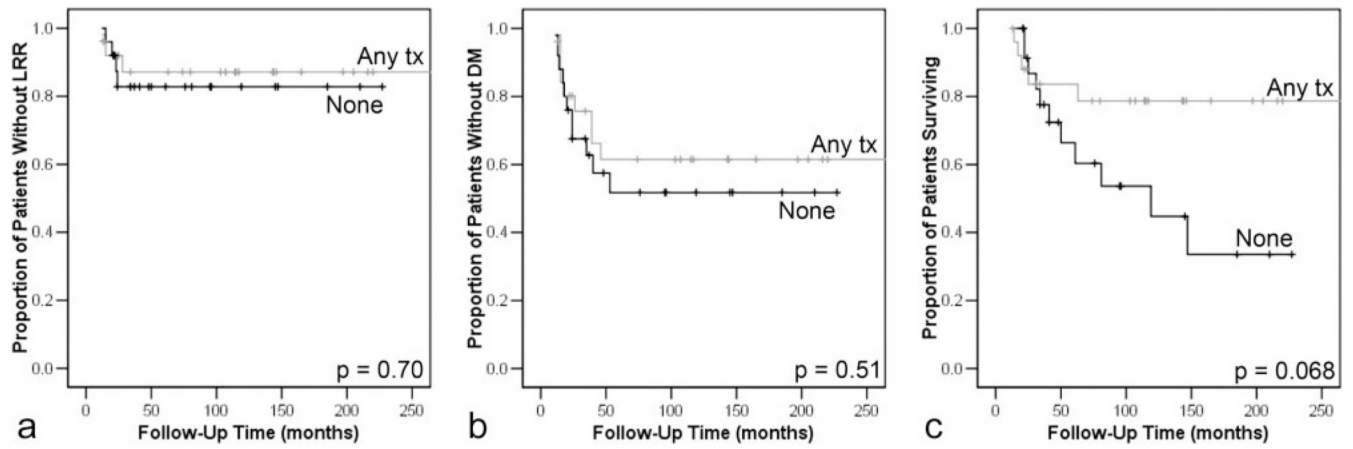 Proportion of Patients Without LRR
1.0
0.8
0.6
0.4
0.2
0.0
Any tx
None
p = 0.70
0 50 100 150 200 250
Follow-Up Time (months)
a
Proportion of Patients Without DM
1.0
0.8
0.6
0.4
0.2
0.0
Any tx
None
p = 0.51
0 50 100 150 200 250
Follow-Up Time (months)
b
Proportion of Patients Surviving
1.0
0.8
0.6
0.4
0.2
0.0
Any tx
None
p = 0.068
0 50 100 150 200 250
Follow-Up Time (months)
c